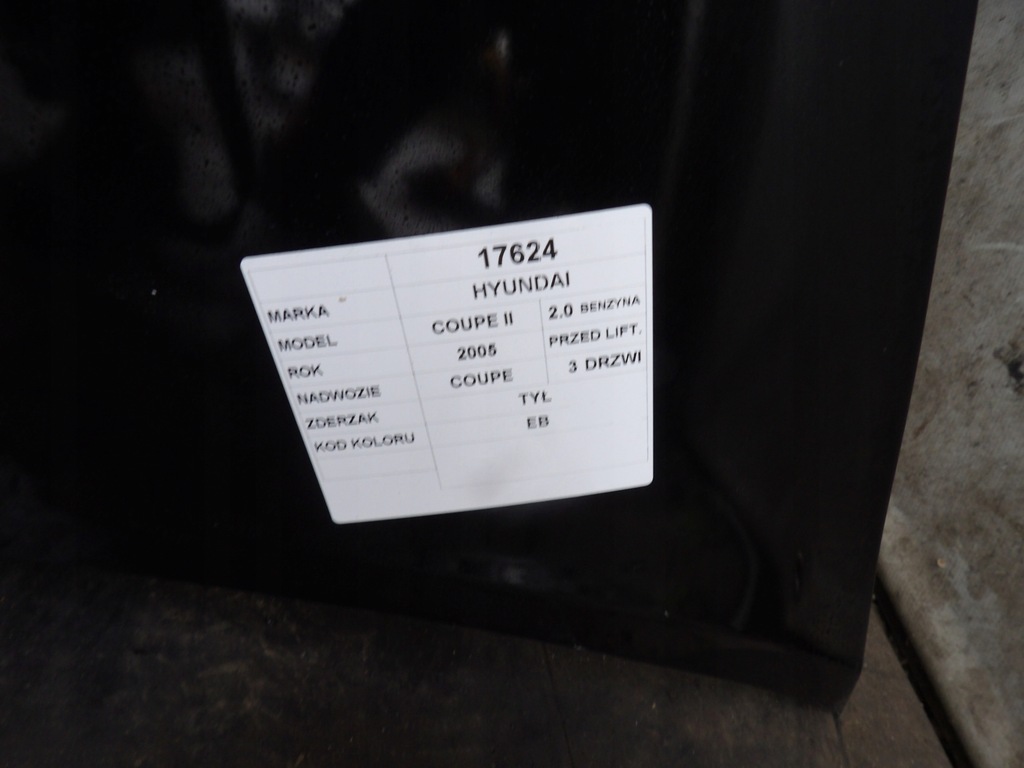 17624
MARKA HYUNDAI
MODEL COUPE II 2.0 BENZYNA
ROK 2005 PRZED LIFT.
NADWOZIE COUPE 3 DRZWI
ZDERZAK TYŁ
KOD KOLORU EB